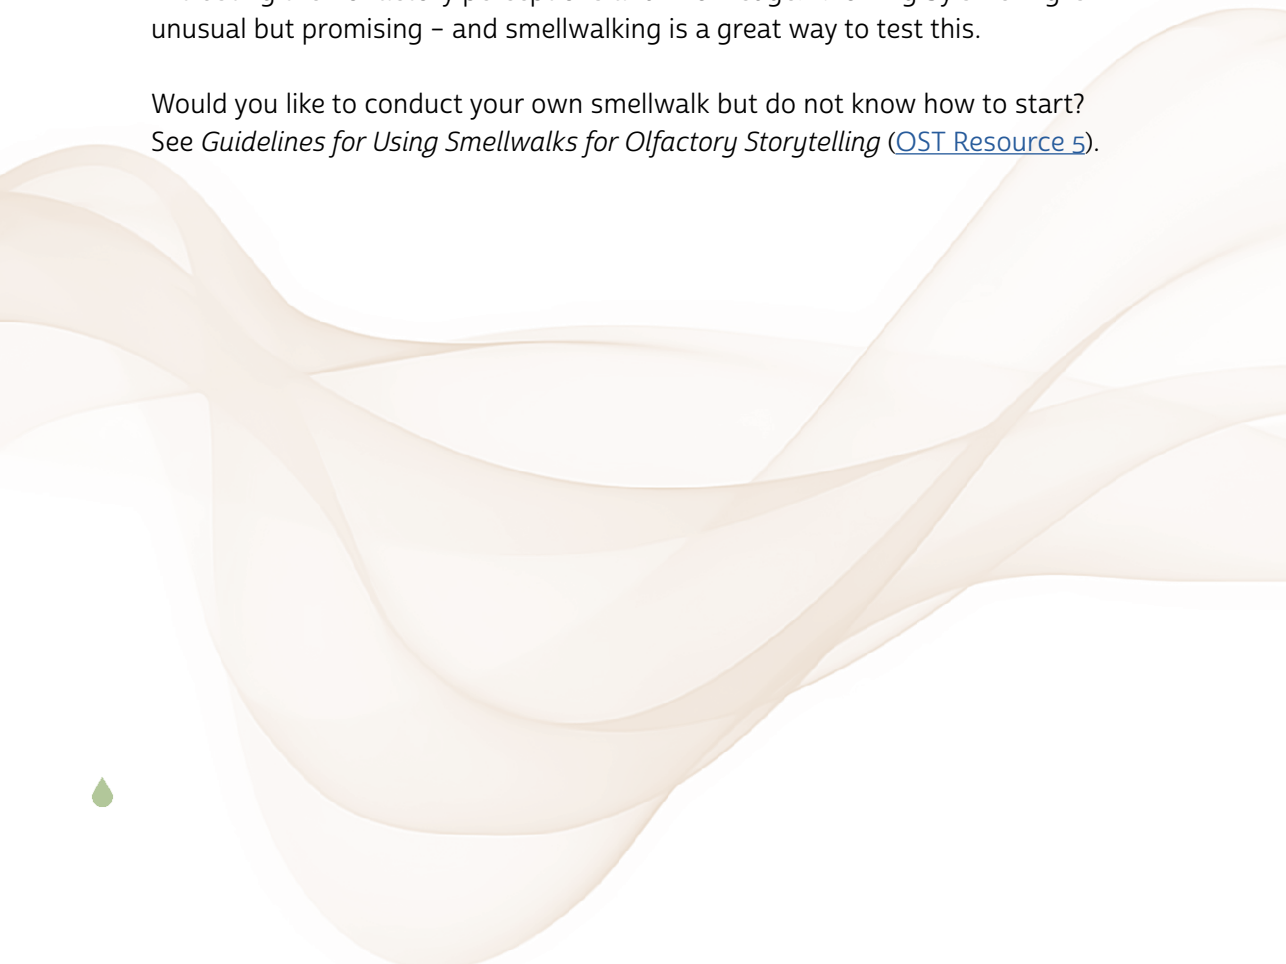 unusual but promising – and smellwalking is a great way to test this.
Would you like to conduct your own smellwalk but do not know how to start?
See Guidelines for Using Smellwalks for Olfactory Storytelling (OST Resource 5).